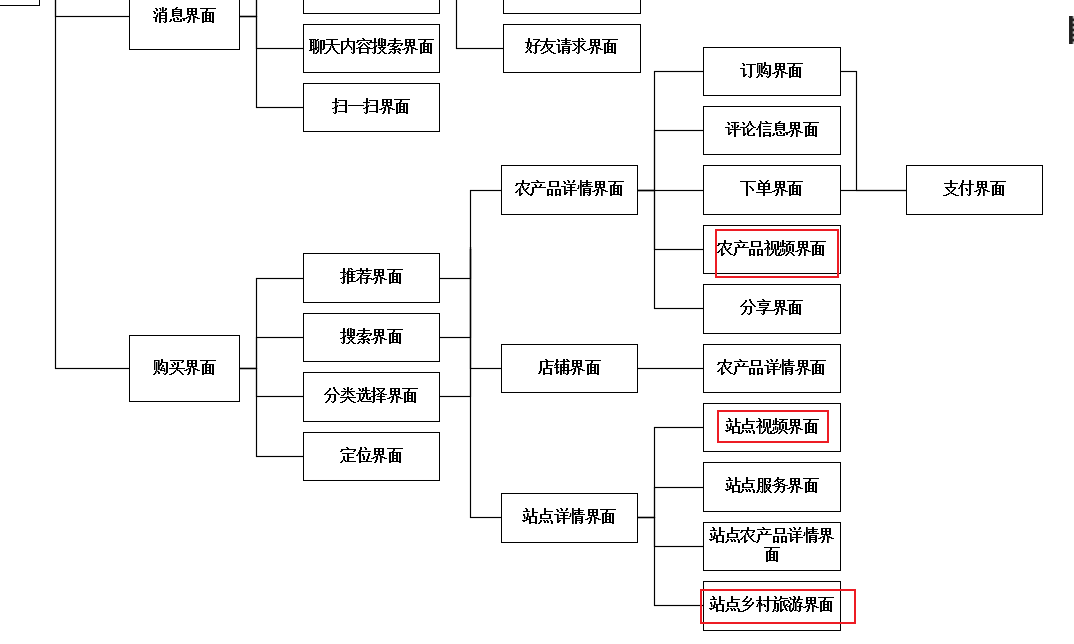 消息界面
聊天内容搜索界面
好友请求界面
扫一扫界面
订购界面
评论信息界面
农产品详情界面
下单界面
支付界面
农产品视频界面
推荐界面
分享界面
搜索界面
购买界面
店铺界面
农产品详情界面
分类选择界面
站点视频界面
定位界面
站点服务界面
站点详情界面
站点农产品详情界
面
站点乡村旅游界面